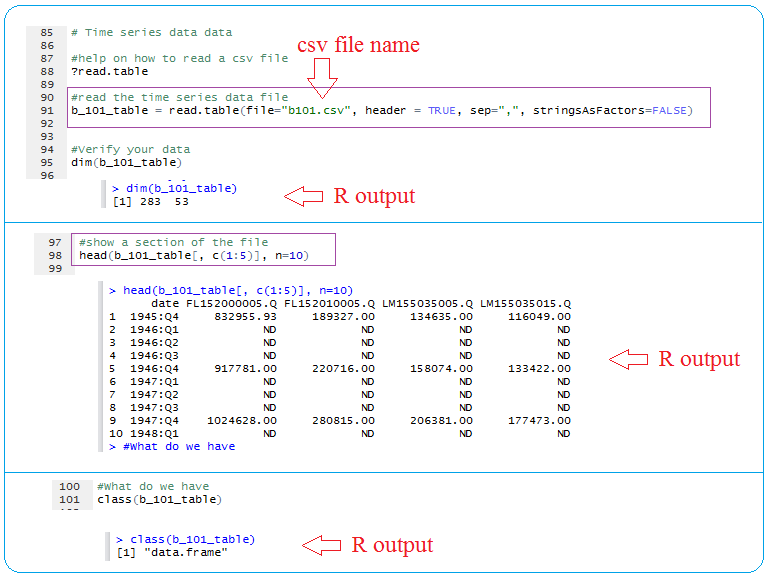 85 # Time series data data
86
csv file name
87 #help on how to read a csv file
88 ?read.table
89
90 #read the time series data file
91 b_101_table = read.table(file="b101.csv", header = TRUE, sep=",", stringsAsFactors=FALSE)
92
93
94 #Verify your data
95 dim(b_101_table)
96
> dim(b_101_table)
[1] 283 53
R output
97 #show a section of the file
98 head(b_101_table[, c(1:5)], n=10)
99
> head(b_101_table[, c(1:5)], n=10)
date FL152000005.Q FL152010005.Q LM155035005.Q LM155035015.Q
1 1945:Q4 832955.93 189327.00 134635.00 116049.00
2 1946:Q1 ND ND ND ND
3 1946:Q2 ND ND ND ND
4 1946:Q3 ND ND ND ND
5 1946:Q4 917781.00 220716.00 158074.00 133422.00
6 1947:Q1 ND ND ND ND
7 1947:Q2 ND ND ND ND
8 1947:Q3 ND ND ND ND
9 1947:Q4 1024628.00 280815.00 206381.00 177473.00
10 1948:Q1 ND ND ND ND
> #What do we have
R output
100 #What do we have
101 class(b_101_table)
> class(b_101_table)
[1] "data.frame"
R output